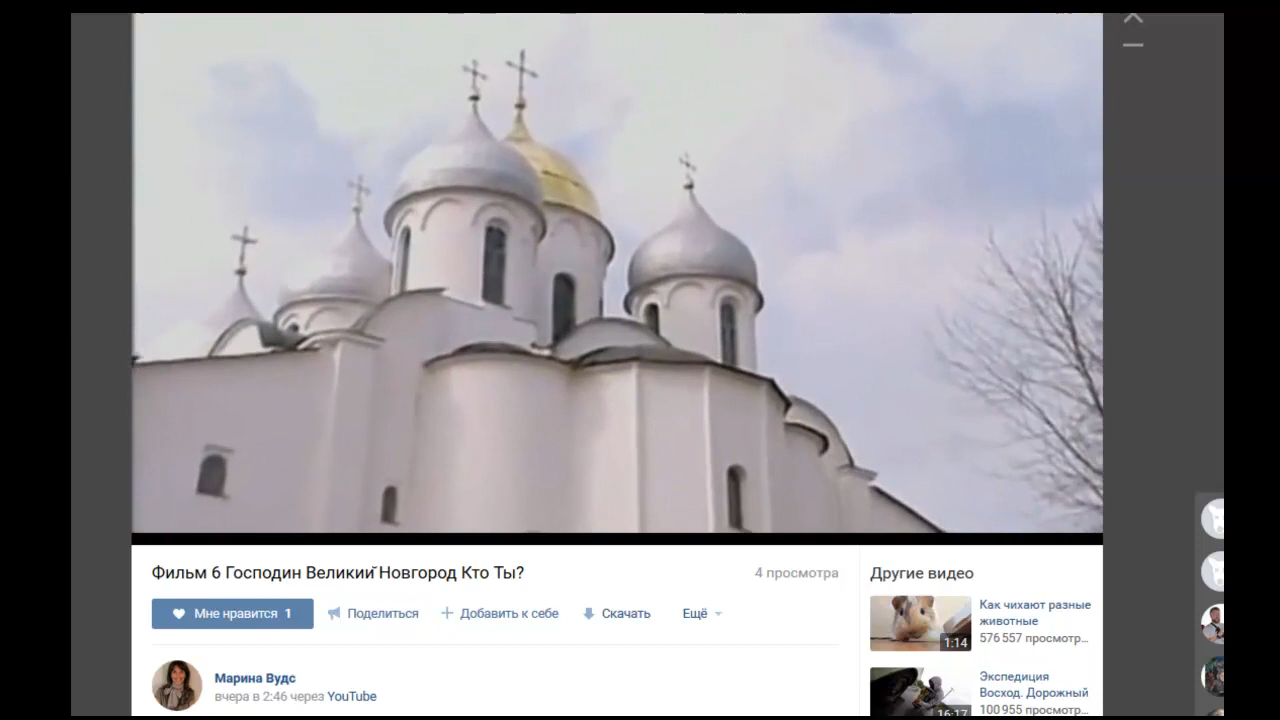 Фильм 6 Господин Великий Новгород Кто Ты?
4 просмотра
Мне нравится 1
Поделиться
Добавить к себе
Скачать
Ещё
Марина Вудс
вчера в 2:46 через YouTube
Другие видео
1:14
Как чихают разные
животные
576 557 просмотр...
16:17
Экспедиция
Восход. Дорожный
100 955 просмотр...